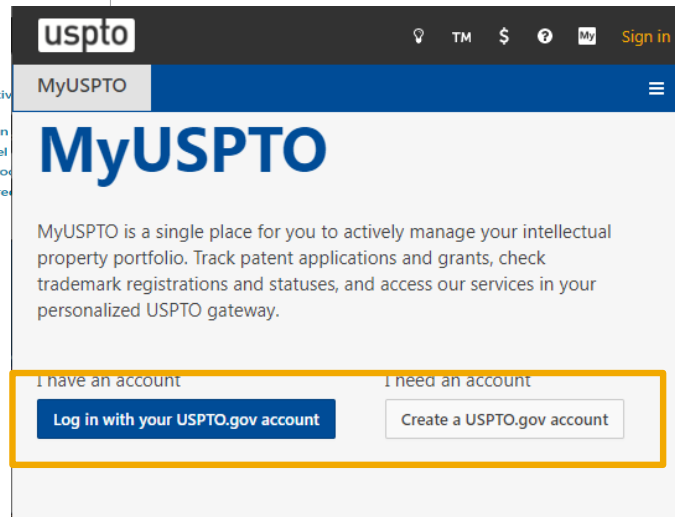 uspto
TM $ ? My Sign in
MyUSPTO
MyUSPTO
MyUSPTO is a single place for you to actively manage your intellectual
property portfolio. Track patent applications and grants, check
trademark registrations and statuses, and access our services in your
personalized USPTO gateway.
I have an account
I need an account
Log in with your USPTO.gov account
Create a USPTO.gov account